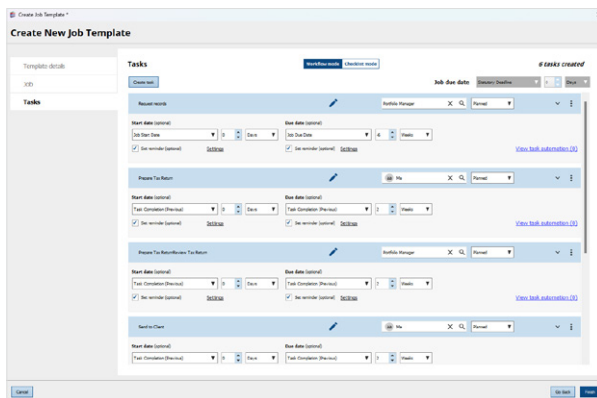 Create Job Template *
Create New Job Template
Template details
Job
Tasks
Tasks
Workflow mode Checklist mode
6 tasks created
Create task
Job due date Statutory Deadline 0 Days
Request records Portfolio Manager X Planned
Start date (optional) Due date (optional)
Job Start Date 0 Days Job Due Date Weeks
Set reminder (optional) Settings Set reminder (optional) Settings
View task automation (0)
Prepare Tax Return Me X Planned
Start date (optional) Due date (optional)
Task Completion (Previous) 0 Days Task Completion (Previous) 2 Weeks
Set reminder (optional) Settings Set reminder (optional) Settings
View task automation (0)
Prepare Tax ReturnReview Tax Return Portfolio Manager X Planned
Start date (optional) Due date (optional)
Task Completion (Previous) 0 Days Task Completion (Previous) 2 Weeks
Set reminder (optional) Settings Set reminder (optional) Settings
View task automation (0)
Send to Client Me X Planned
Start date (optional) Due date (optional)
Task Completion (Previous) 0 Days Task Completion (Previous) 2 Weeks
Cancel Go back Finish